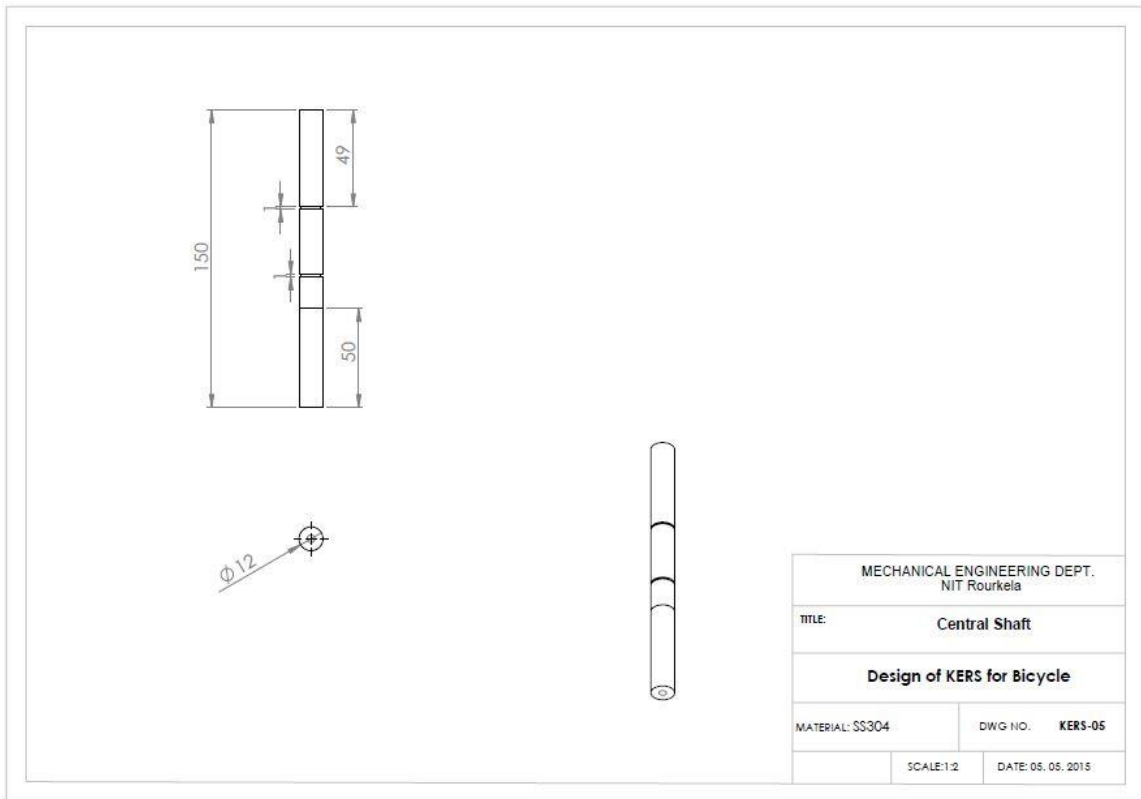 150
49
1
1
50
Ø12
MECHANICAL ENGINEERING DEPT.
NIT Rourkela
TITLE: Central Shaft
Design of KERS for Bicycle
MATERIAL: SS304 DWG NO. KERS-05
SCALE:1:2 DATE: 05. 05. 2015